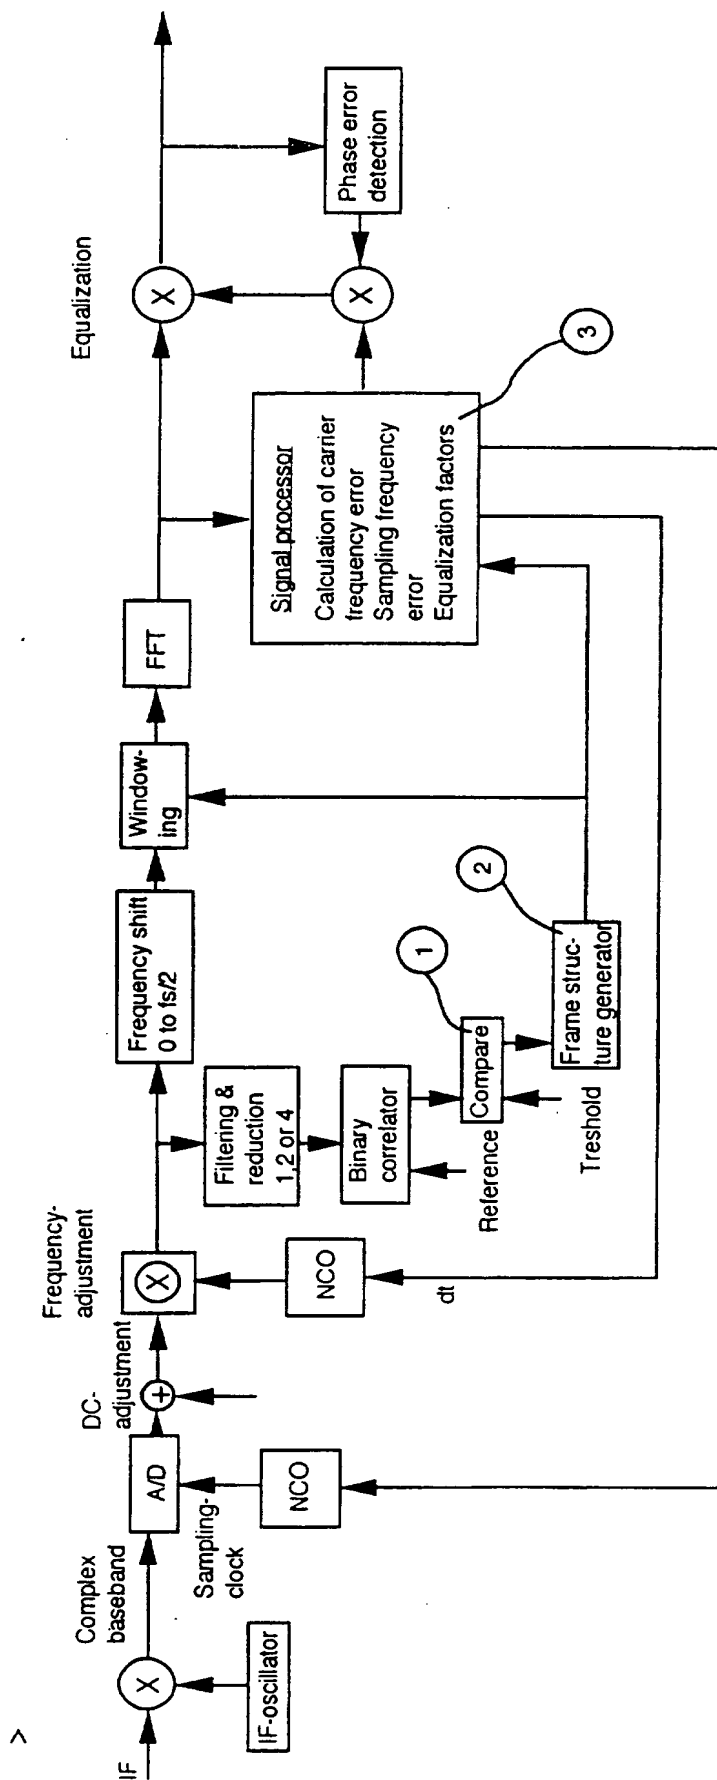 IF
IF-oscillator
X
Complex
baseband
A/D
Sampling-
clock
NCO
DC-
adjustment
+
Frequency-
adjustment
X
NCO
dt
Filtering &
reduction
1,2 or 4
Binary
correlator
Reference
Compare
1
Treshold
Frame struc-
ture generator
2
Frequency shift
0 to fs/2
Window-
ing
FFT
Signal processor
Calculation of carrier
frequency error
Sampling frequency
error
Equalization factors
3
Equalization
X
X
Phase error
detection
>